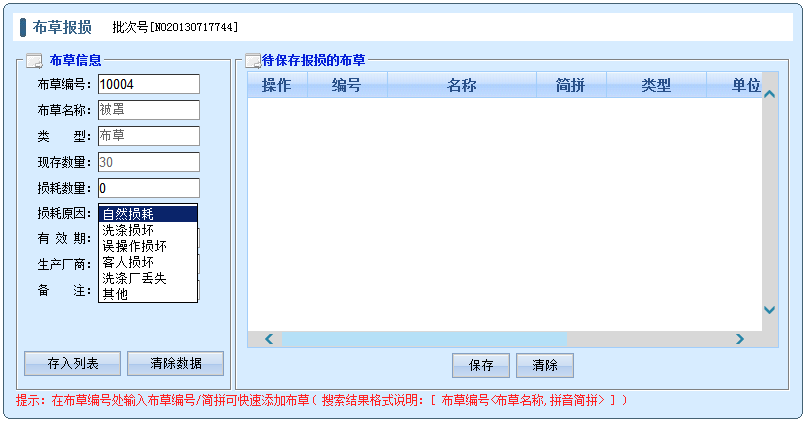 布草报损 批次号[NO20130717744]
布草信息
布草编号: 10004
布草名称: 被罩
类 型: 布草
现存数量: 30
损耗数量: 0
损耗原因: 自然损耗
洗涤损坏
误操作损坏
客人损坏
洗涤厂丢失
其他
有 效 期:
生产厂商:
备 注:
存入列表 清除数据
待保存报损的布草
操作 编号 名称 简拼 类型 单位
保存 清除
提示: 在布草编号处输入布草编号/简拼可快速添加布草( 搜索结果格式说明: [ 布草编号<布草名称,拼音简拼> ] )